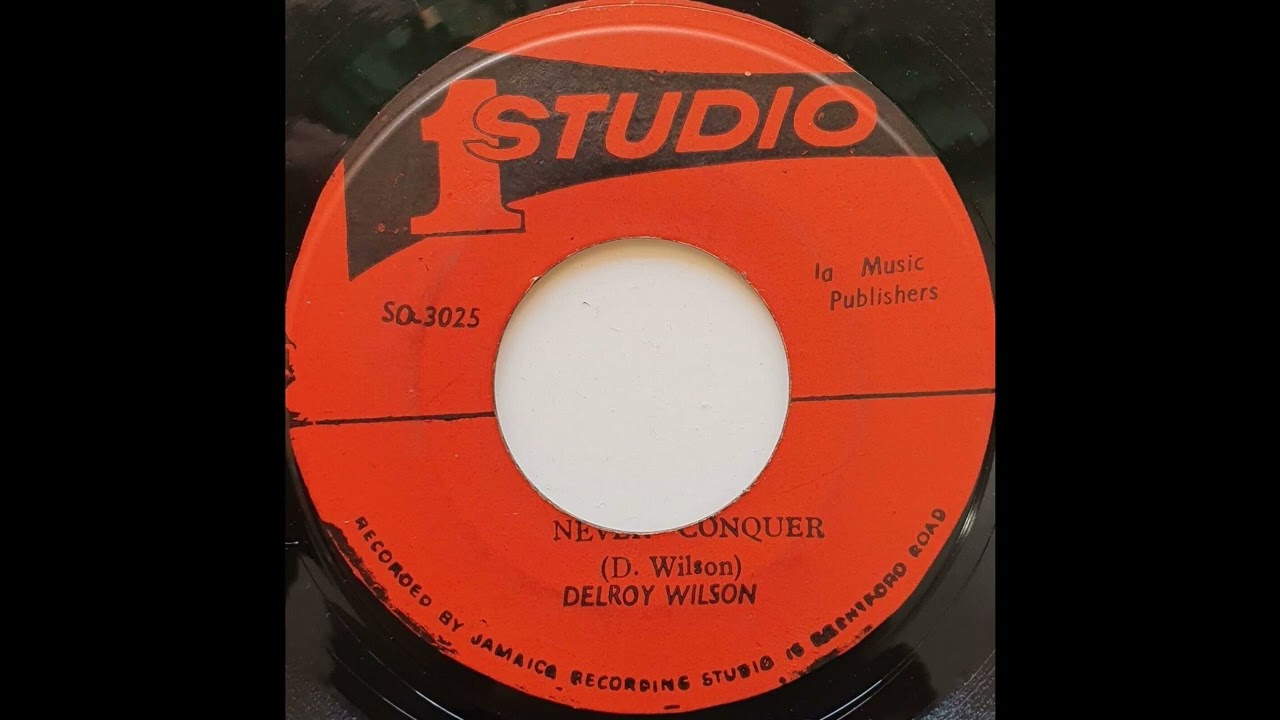 1 STUDIO
Ja Music
Publishers
SO-3025
NEVER CONQUER
(D. Wilson)
DELROY WILSON
RECORDED BY JAMAICA RECORDING STUDIO 13 BRENTFORD ROAD